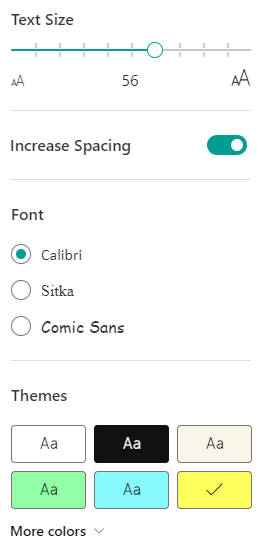 Text Size
AA 56 AA
Increase Spacing
Font
Calibri
Sitka
Comic Sans
Themes
Aa Aa Aa
Aa Aa
More colors